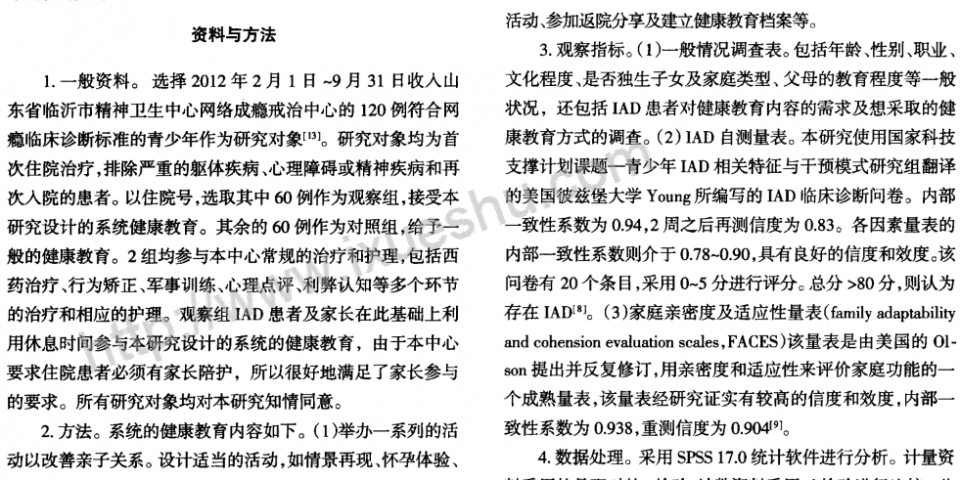 资料与方法
1. 一般资料。 选择 2012 年 2 月 1 日 ~9 月 31 日收入山
东省临沂市精神卫生中心网络成瘾戒治中心的 120 例符合网
瘾临床诊断标准的青少年作为研究对象[13]。研究对象均为首
次住院治疗,排除严重的躯体疾病、心理障碍或精神疾病和再
次入院的患者。以住院号,选取其中 60 例作为观察组,接受本
研究设计的系统健康教育。其余的 60 例作为对照组,给予一
般的健康教育。2 组均参与本中心常规的治疗和护理,包括西
药治疗、行为矫正、军事训练、心理点评、利弊认知等多个环节
的治疗和相应的护理。观察组 IAD 患者及家长在此基础上利
用休息时间参与本研究设计的系统的健康教育，由于本中心
要求住院患者必须有家长陪护，所以很好地满足了家长参与
的要求。所有研究对象均对本研究知情同意。
2. 方法。系统的健康教育内容如下。(1)举办一系列的活
动以改善亲子关系。设计适当的活动,如情景再现、怀孕体验、
活动、参加返院分享及建立健康教育档案等。
3. 观察指标。(1)一般情况调查表。包括年龄、性别、职业、
文化程度、是否独生子女及家庭类型、父母的教育程度等一般
状况，还包括 IAD 患者对健康教育内容的需求及想采取的健
康教育方式的调查。(2)IAD 自测量表。本研究使用国家科技
支撑计划课题—青少年 IAD 相关特征与干预模式研究组翻译
的美国彼兹堡大学 Young 所编写的 IAD 临床诊断问卷。内部
一致性系数为 0.94,2 周之后再测信度为 0.83。各因素量表的
内部一致性系数则介于 0.78~0.90,具有良好的信度和效度。该
问卷有 20 个条目,采用 0~5 分进行评分。总分 >80 分,则认为
存在 IAD[8]。(3)家庭亲密度及适应性量表(family adaptability
and cohension evaluation scales,FACES)该量表是由美国的 Ol-
son 提出并反复修订,用亲密度和适应性来评价家庭功能的一
个成熟量表,该量表经研究证实有较高的信度和效度,内部一
致性系数为 0.938,重测信度为 0.904[9]。
4. 数据处理。采用 SPSS 17.0 统计软件进行分析。计量资
http://www.ixueshu.com